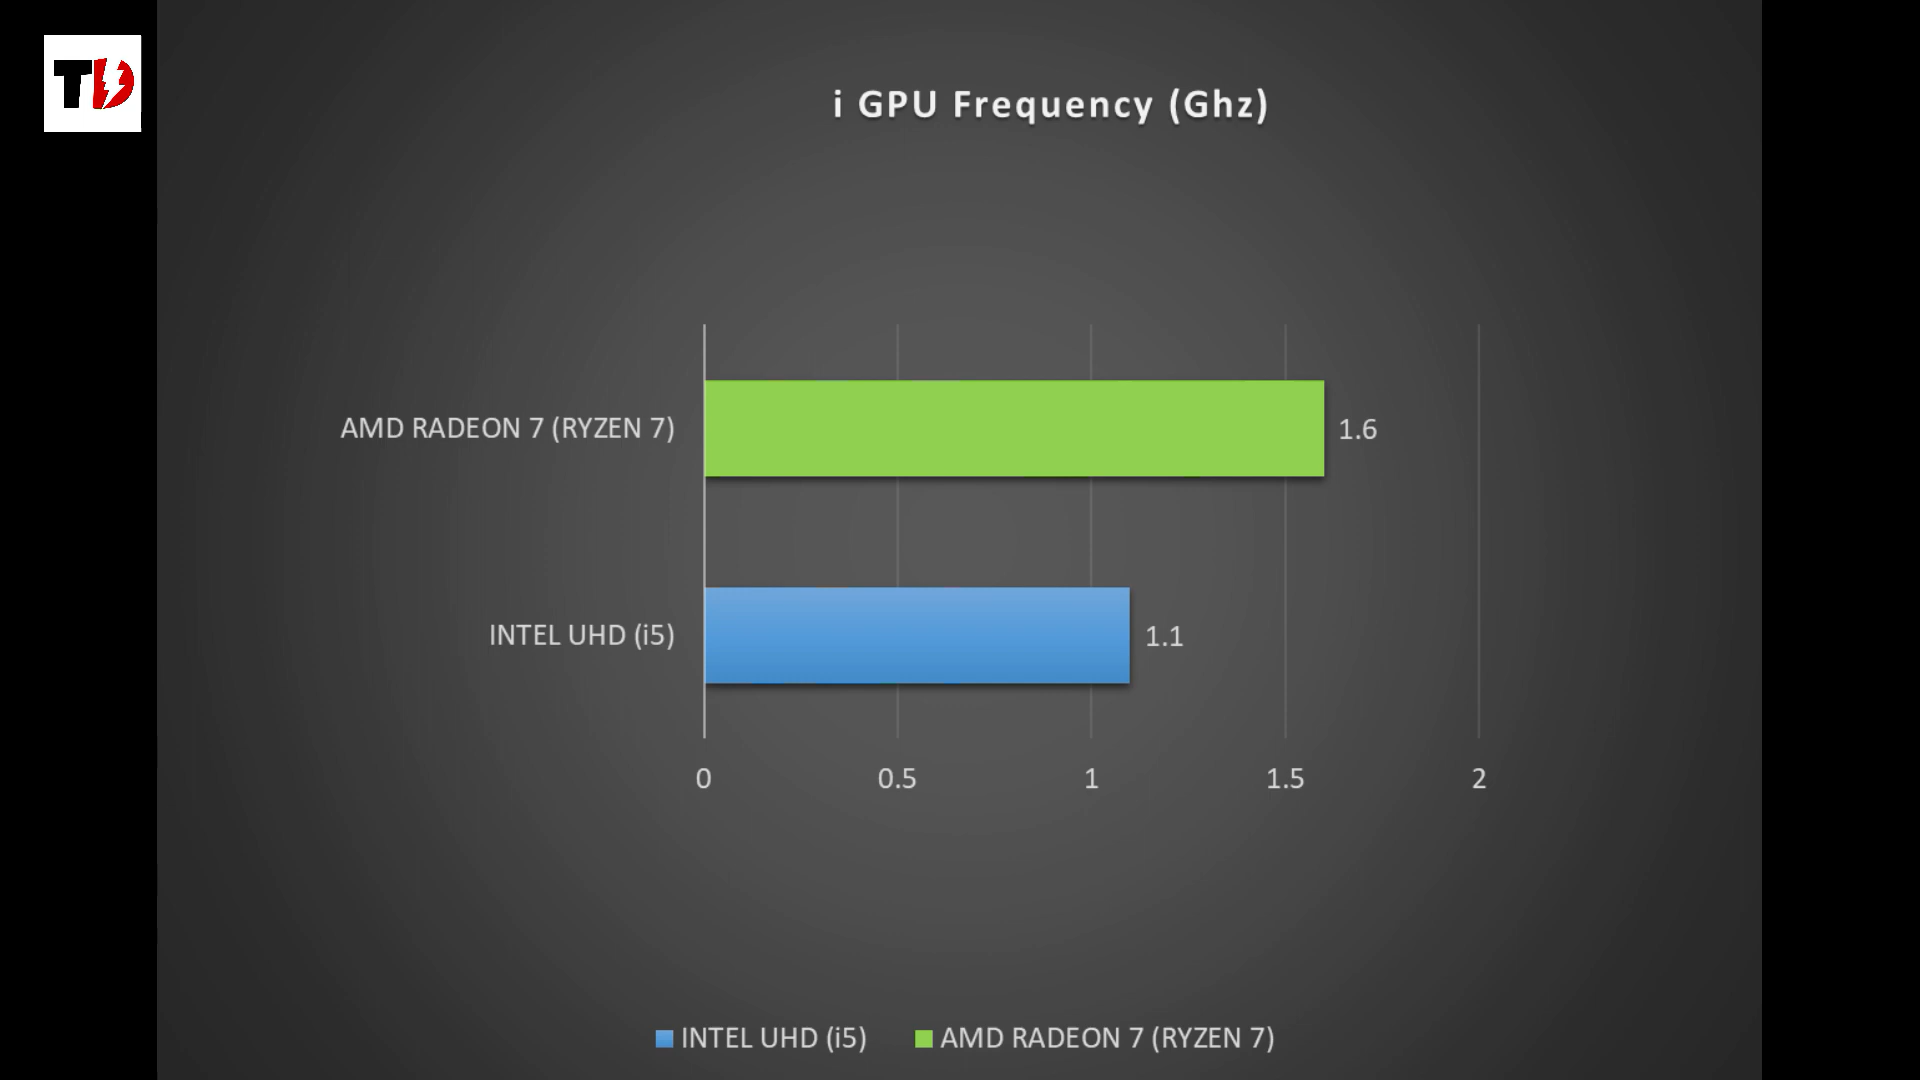 TD
i GPU Frequency (Ghz)
AMD RADEON 7 (RYZEN 7)
1.6
INTEL UHD (i5)
1.1
0 0.5 1 1.5 2
INTEL UHD (i5) AMD RADEON 7 (RYZEN 7)